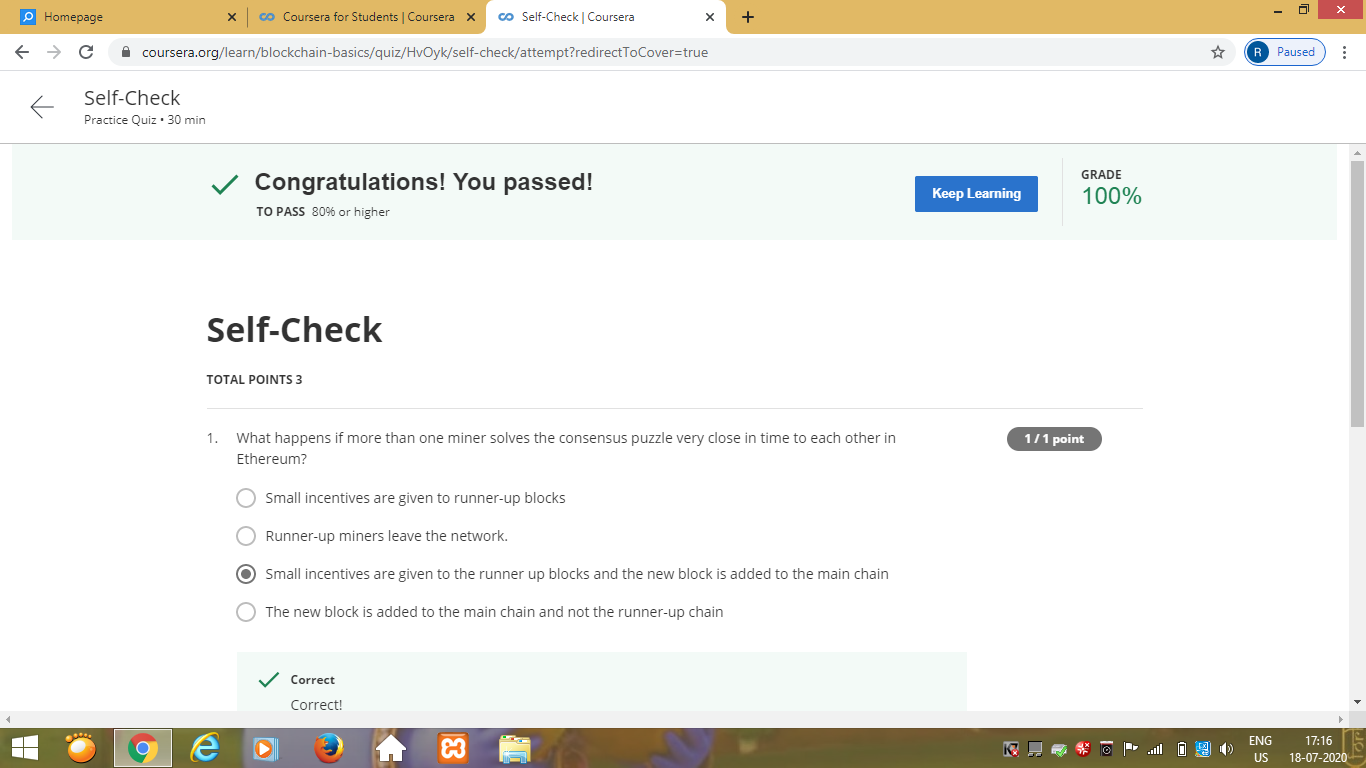 Homepage
Coursera for Students | Coursera
Self-Check | Coursera
coursera.org/learn/blockchain-basics/quiz/HvOyk/self-check/attempt?redirectToCover=true
R
Paused
Self-Check
Practice Quiz • 30 min
Congratulations! You passed!
TO PASS 80% or higher
Keep Learning
GRADE
100%
Self-Check
TOTAL POINTS 3
1. What happens if more than one miner solves the consensus puzzle very close in time to each other in
Ethereum?
1 / 1 point
Small incentives are given to runner-up blocks
Runner-up miners leave the network.
Small incentives are given to the runner up blocks and the new block is added to the main chain
The new block is added to the main chain and not the runner-up chain
Correct
Correct!
ENG
US
17:16
18-07-2020